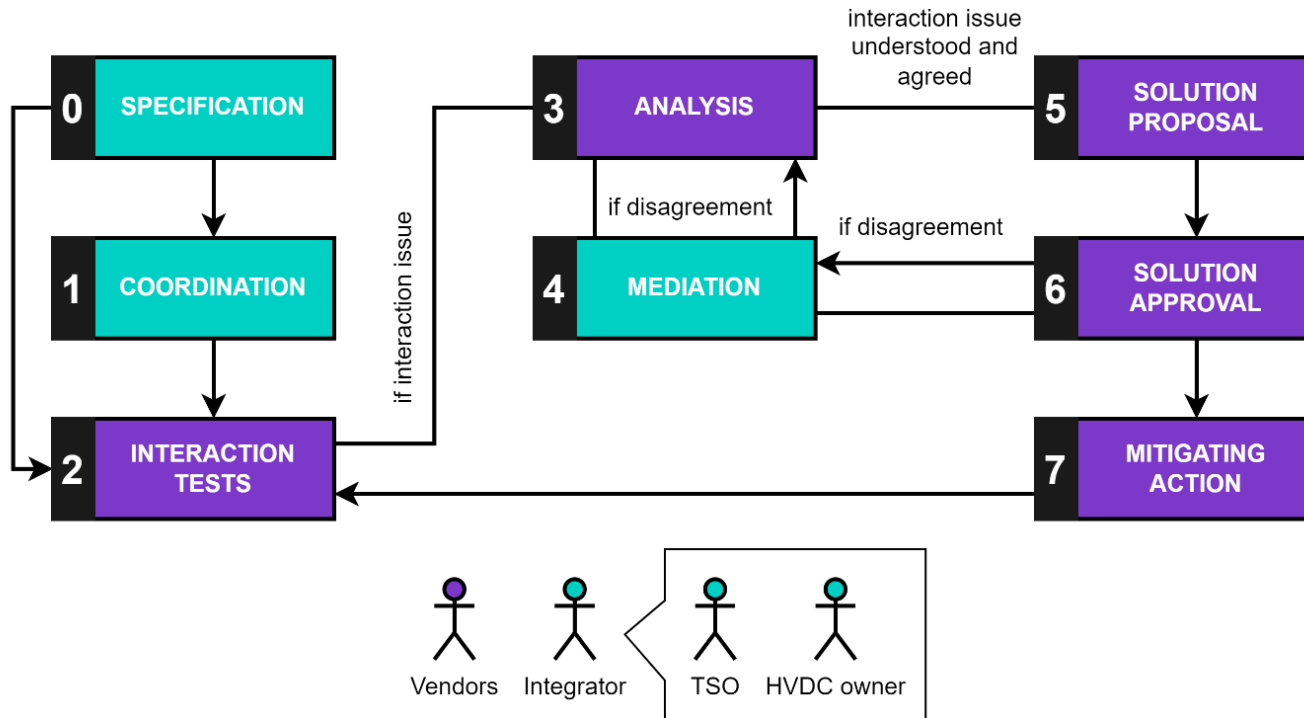 0 SPECIFICATION
1 COORDINATION
2 INTERACTION
TESTS
if interaction issue
3 ANALYSIS
if disagreement
4 MEDIATION
interaction issue
understood and
agreed
if disagreement
5 SOLUTION
PROPOSAL
6 SOLUTION
APPROVAL
7 MITIGATING
ACTION
Vendors
Integrator
TSO
HVDC owner